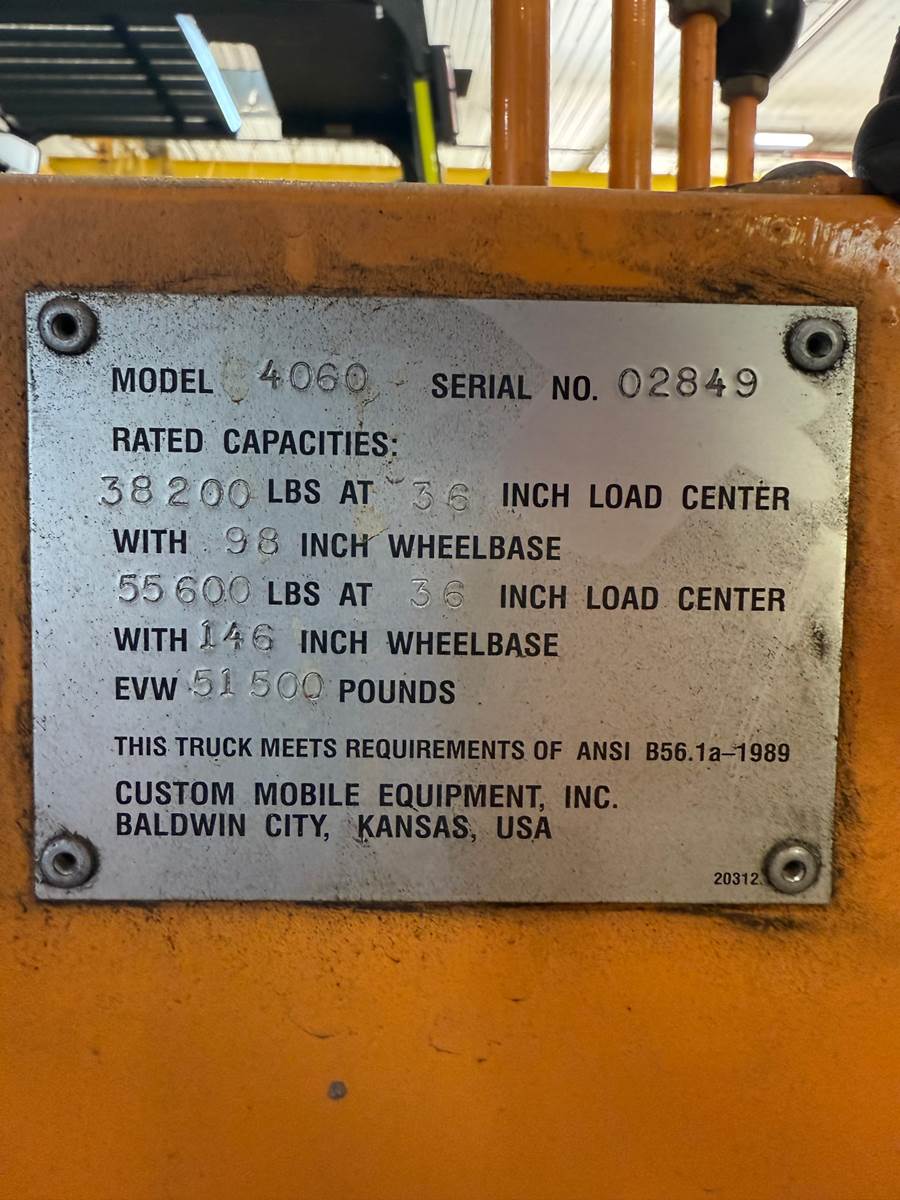 MODEL 4060 SERIAL NO. 02849
RATED CAPACITIES:
38200 LBS AT 36 INCH LOAD CENTER
WITH 98 INCH WHEELBASE
55600 LBS AT 36 INCH LOAD CENTER
WITH 146 INCH WHEELBASE
EVW 51500 POUNDS
THIS TRUCK MEETS REQUIREMENTS OF ANSI B56.1a–1989
CUSTOM MOBILE EQUIPMENT, INC.
BALDWIN CITY, KANSAS, USA
20312